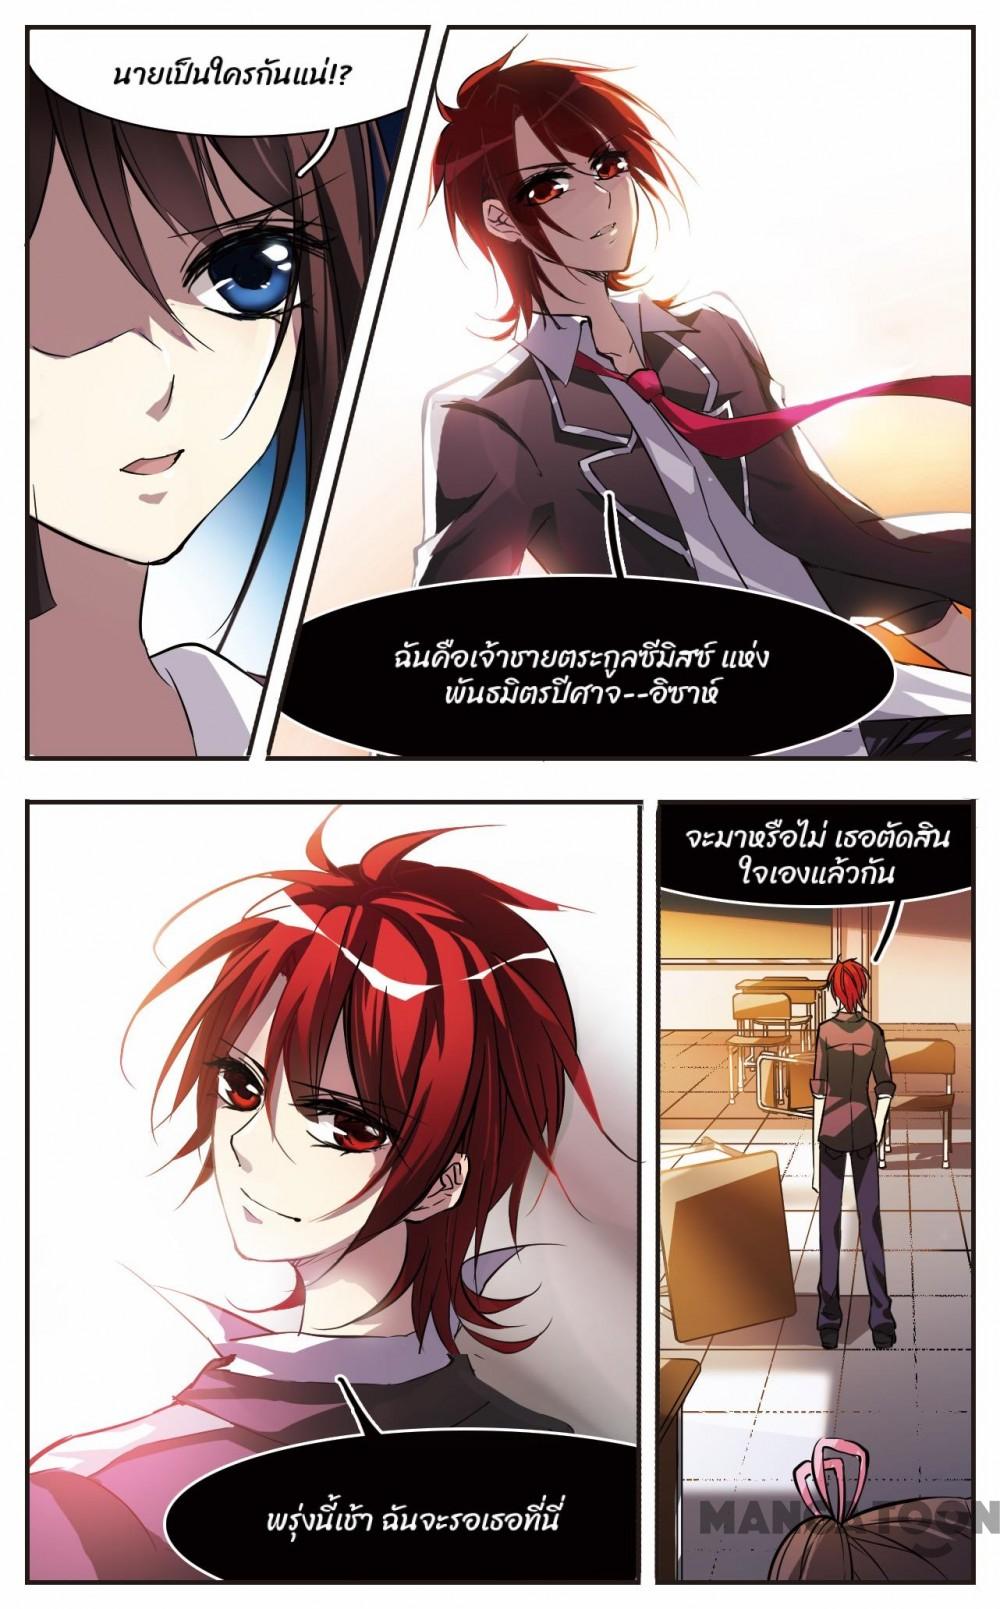 นายเป็นใครกันแน่!?
ฉันคือเจ้าชายตระกูลซีมิสซ์ แห่ง
พันธมิตรปีศาจ--อิซาห์
พรุ่งนี้เช้า ฉันจะรอเธอที่นี่
จะมาหรือไม่ เธอตัดสิน
ใจเองแล้วกัน
MANGATOON